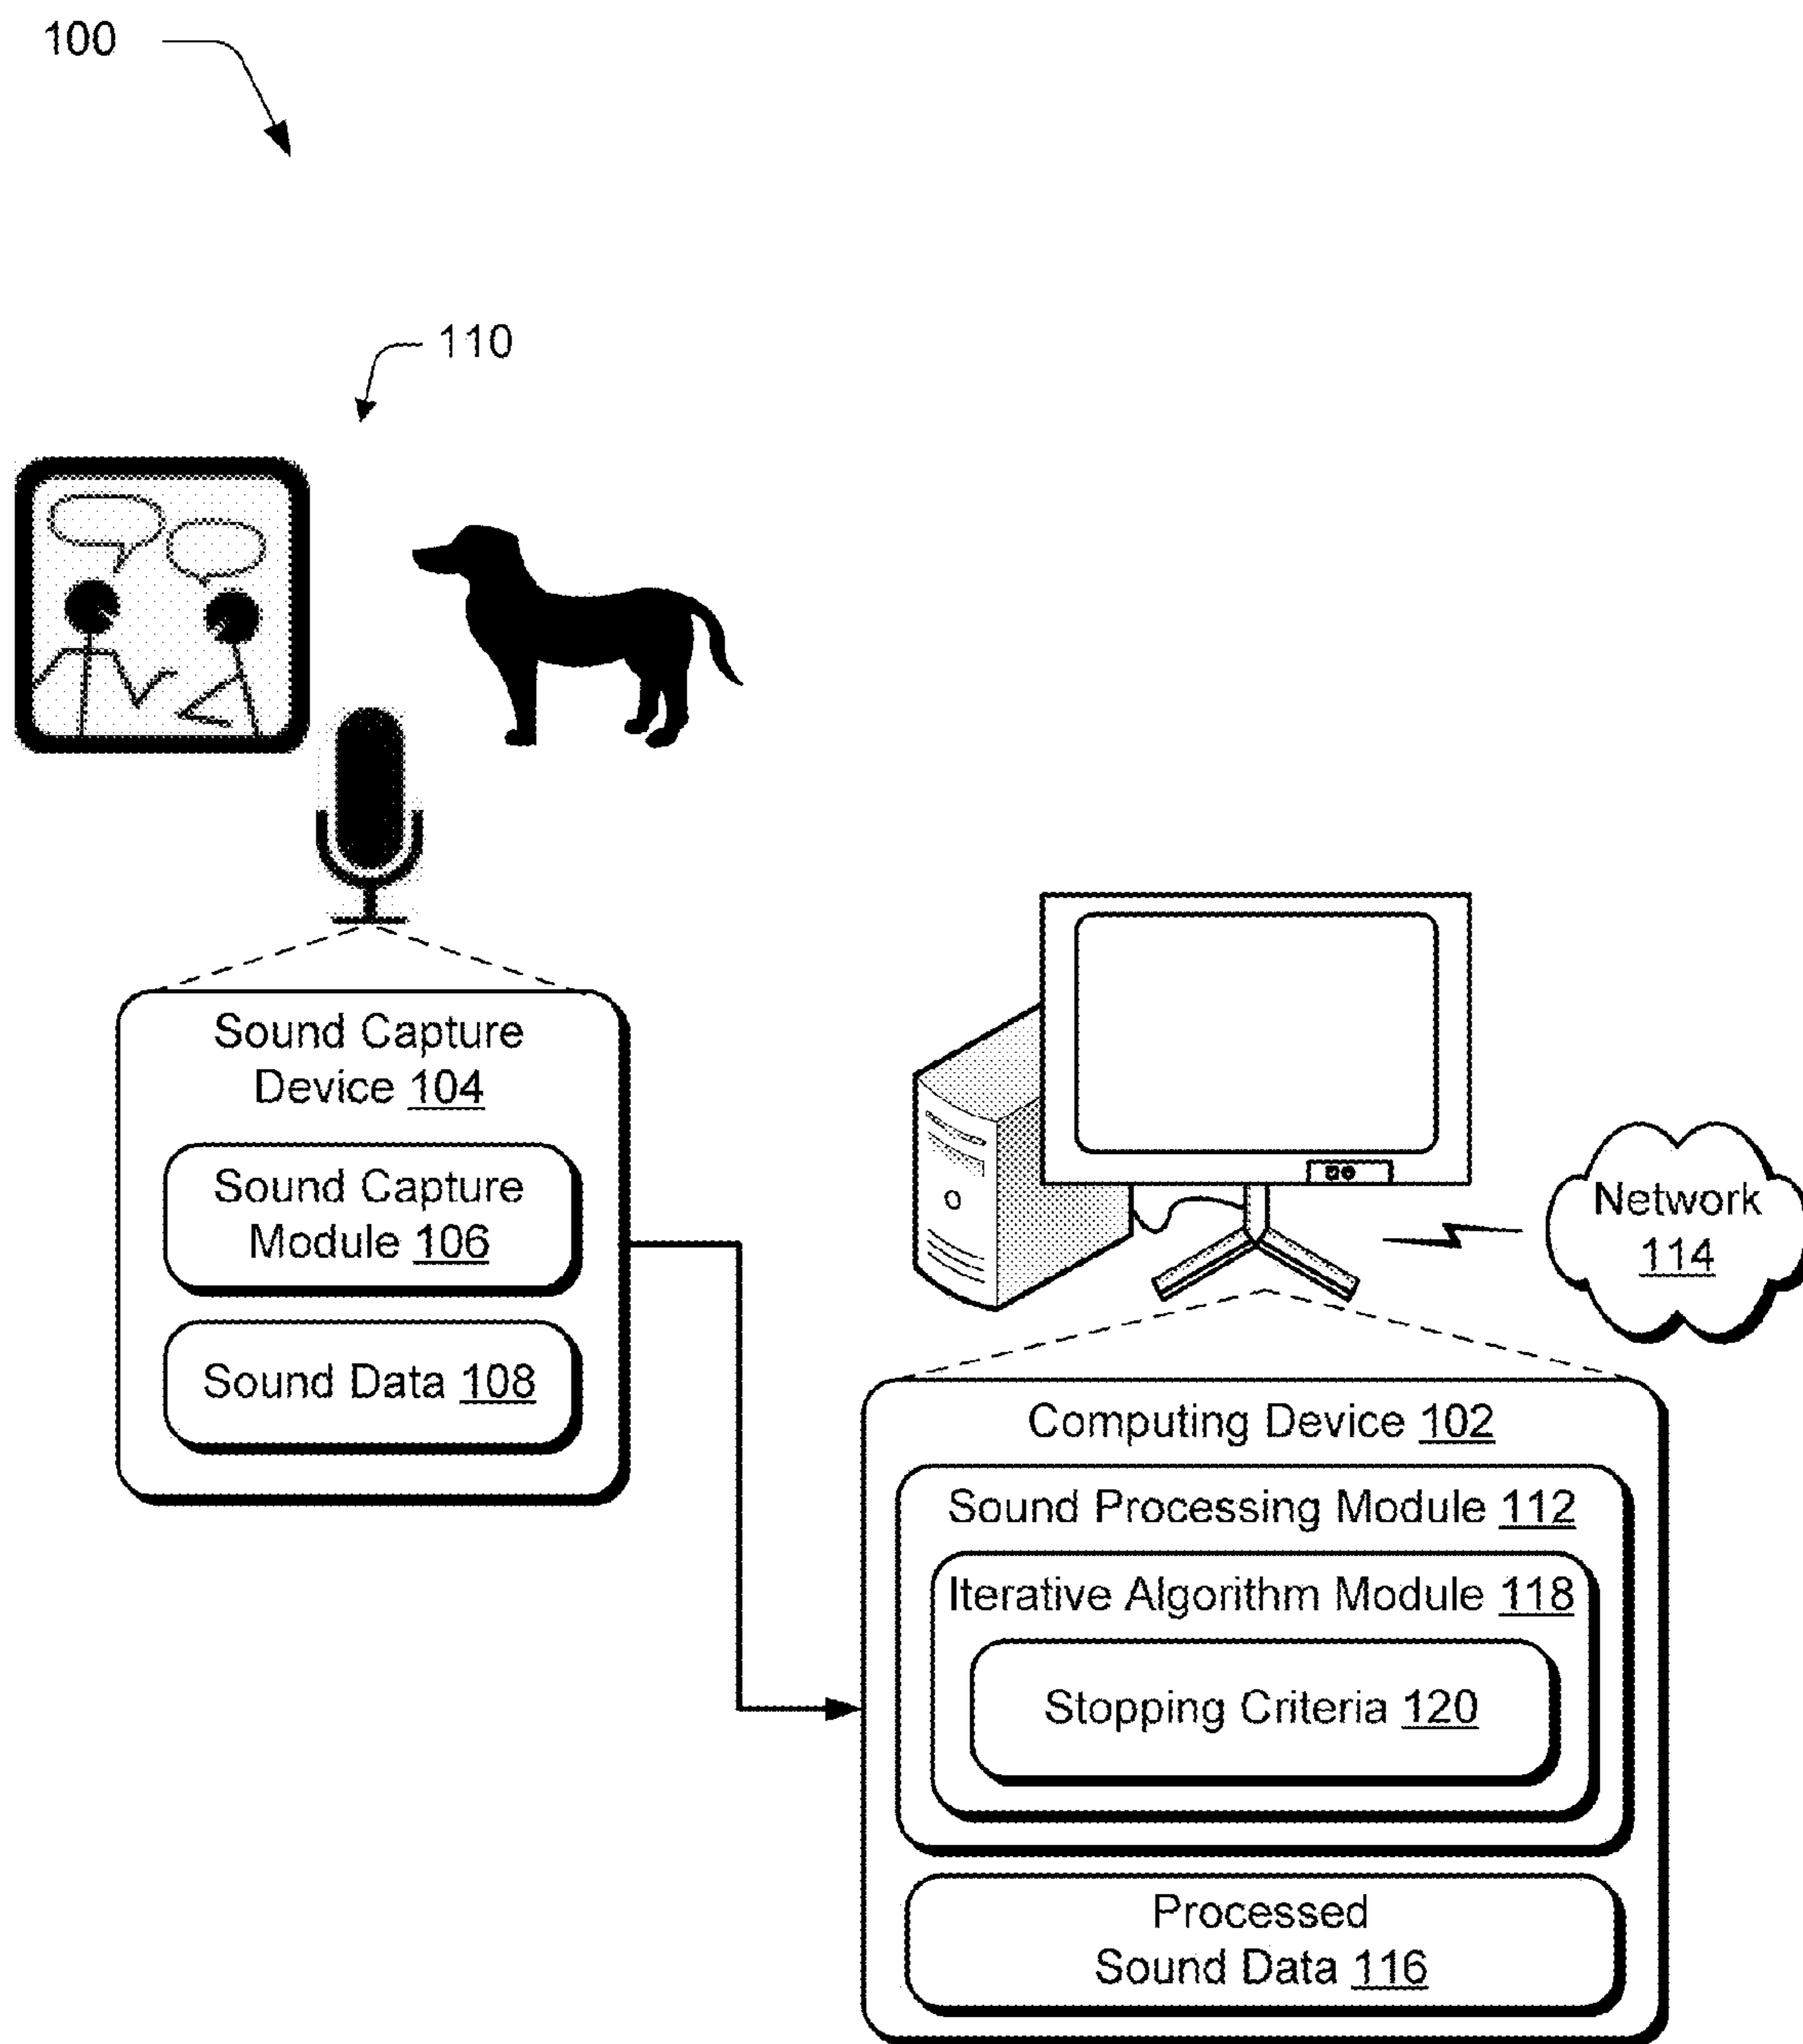 100
110
Sound Capture
Device 104
Sound Capture
Module 106
Sound Data 108
Network
114
Computing Device 102
Sound Processing Module 112
Iterative Algorithm Module 118
Stopping Criteria 120
Processed
Sound Data 116